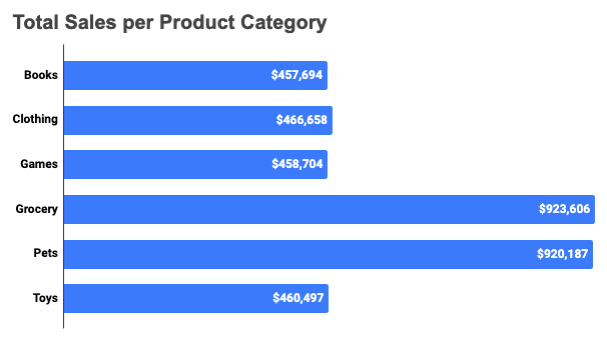 Total Sales per Product Category
Books $457,694
Clothing $466,658
Games $458,704
Grocery $923,606
Pets $920,187
Toys $460,497